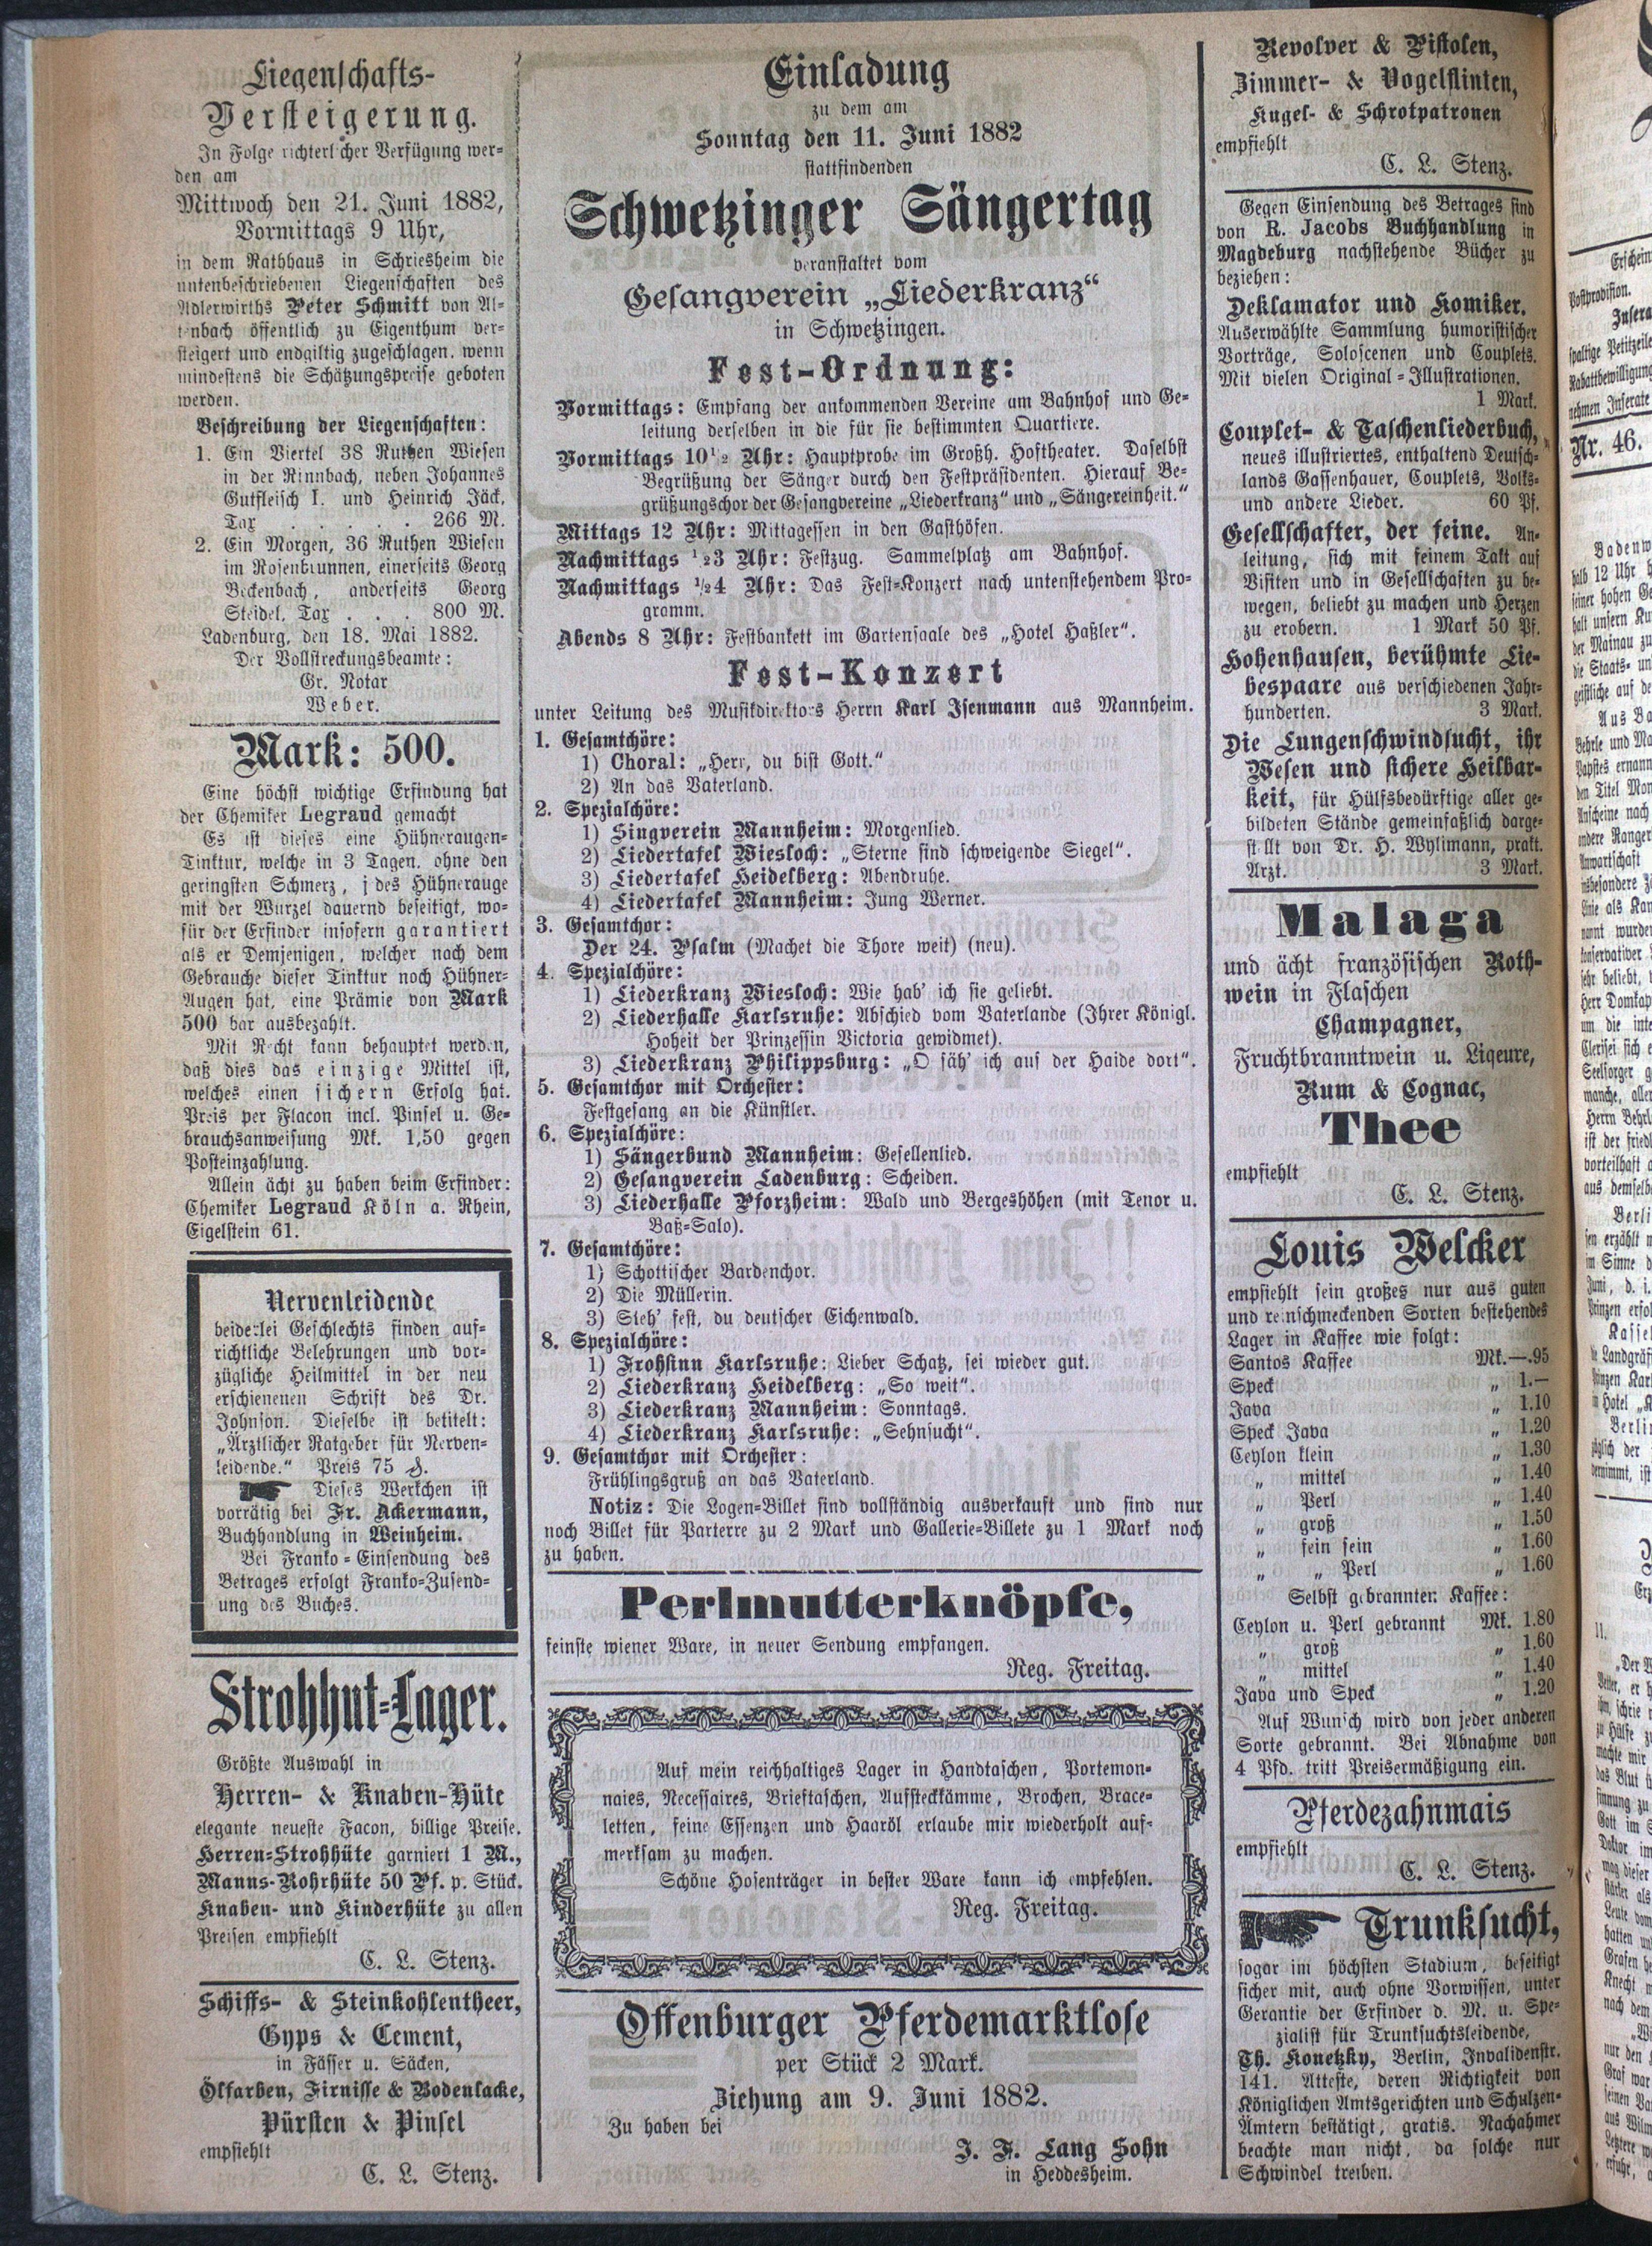 Liegenschafts-
Versteigerung.
In Folge richterlicher Verfügung wer-
den am
Mittwoch den 21. Juni 1882,
Vormittags 9 Uhr,
in dem Rathhaus in Schriesheim die
untenbeschriebenen Liegenschaften des
Adlerwirths Peter Schmitt von Al-
tenbach öffentlich zu Eigenthum ver-
steigert und endgiltig zugeschlagen, wenn
mindestens die Schätzungspreise geboten
werden.
Beschreibung der Liegenschaften:
1. Ein Viertel 38 Ruthen Wiesen
in der Rinnbach, neben Johannes
Gutfleisch I. und Heinrich Jäck,
Tax . . . . . 266 M.
2. Ein Morgen, 36 Ruthen Wiesen
im Rosenbrunnen, einerseits Georg
Beckenbach, anderseits Georg
Steidel, Tax . . . 800 M.
Ladenburg, den 18. Mai 1882.
Der Vollstreckungsbeamte:
Gr. Notar
Weber.
Mark: 500.
Eine höchst wichtige Erfindung hat
der Chemiker Legraud gemacht
Es ist dieses eine Hühneraugen-
Tinktur, welche in 3 Tagen, ohne den
geringsten Schmerz, jedes Hühnerauge
mit der Wurzel dauernd beseitigt, wo-
für der Erfinder insofern garantiert
als er Demjenigen, welcher nach dem
Gebrauche dieser Tinktur noch Hühner-
Augen hat, eine Prämie von Mark
500 bar ausbezahlt.
Mit Recht kann behauptet werden,
daß dies das einzige Mittel ist,
welches einen sichern Erfolg hat.
Preis per Flacon incl. Pinsel u. Ge-
brauchsanweisung Mk. 1,50 gegen
Posteinzahlung.
Allein ächt zu haben beim Erfinder:
Chemiker Legraud Köln a. Rhein,
Eigelstein 61.
Nervenleidende
beiderlei Geschlechts finden auf-
richtliche Belehrungen und vor-
zügliche Heilmittel in der neu
erschienenen Schrift des Dr.
Johnson. Dieselbe ist betitelt:
„Ärztlicher Ratgeber für Nerven-
leidende." Preis 75 ₰.
Dieses Werkchen ist
vorrätig bei Fr. Ackermann,
Buchhandlung in Weinheim.
Bei Franko-Einsendung des
Betrages erfolgt Franko-Zusend-
ung des Buches.
Strohhut-Lager.
Größte Auswahl in
Herren- & Knaben-Hüte
elegante neueste Facon, billige Preise.
Herren-Strohhüte garniert 1 M.,
Manns-Rohrhüte 50 Pf. p. Stück.
Knaben- und Kinderhüte zu allen
Preisen empfiehlt
C. L. Stenz.
Schiffs- & Steinkohlentheer,
Gyps & Cement,
in Fässer u. Säcken,
Ölfarben, Firnisse & Bodenlacke,
Pürsten & Pinsel
empfiehlt
C. L. Stenz.
Einladung
zu dem am
Sonntag den 11. Juni 1882
stattfindenden
Schwetzinger Sängertag
veranstaltet vom
Gesangverein „Liederkranz"
in Schwetzingen.
Fest-Ordnung:
Vormittags: Empfang der ankommenden Vereine am Bahnhof und Ge-
leitung derselben in die für sie bestimmten Quartiere.
Vormittags 10½ Uhr: Hauptprobe im Großh. Hoftheater. Daselbst
Begrüßung der Sänger durch den Festpräsidenten. Hierauf Be-
grüßungschor der Gesangvereine „Liederkranz" und „Sängereinheit."
Mittags 12 Uhr: Mittagessen in den Gasthöfen.
Nachmittags ½3 Uhr: Festzug. Sammelplatz am Bahnhof.
Nachmittags ½4 Uhr: Das Fest-Konzert nach untenstehendem Pro-
gramm.
Abends 8 Uhr: Festbankett im Gartensaale des „Hotel Haßler".
Fest-Konzert
unter Leitung des Musikdirektors Herrn Karl Isenmann aus Mannheim.
1. Gesamtchöre:
1) Choral: „Herr, du bist Gott."
2) An das Vaterland.
2. Spezialchöre:
1) Singverein Mannheim: Morgenlied.
2) Liedertafel Wiesloch: „Sterne sind schweigende Siegel".
3) Liedertafel Heidelberg: Abendruhe.
4) Liedertafel Mannheim: Jung Werner.
3. Gesamtchor:
Der 24. Psalm (Machet die Thore weit) (neu).
4. Spezialchöre:
1) Liederkranz Wiesloch: Wie hab' ich sie geliebt.
2) Liederhalle Karlsruhe: Abschied vom Vaterlande (Ihrer Königl.
Hoheit der Prinzessin Victoria gewidmet).
3) Liederkranz Philippsburg: „O säh' ich auf der Haide dort".
5. Gesamtchor mit Orchester:
Festgesang an die Künstler.
6. Spezialchöre:
1) Sängerbund Mannheim: Gesellenlied.
2) Gesangverein Ladenburg: Scheiden.
3) Liederhalle Pforzheim: Wald und Bergeshöhen (mit Tenor u.
Baß-Salo).
7. Gesamtchöre:
1) Schottischer Bardenchor.
2) Die Müllerin.
3) Steh' fest, du deutscher Eichenwald.
8. Spezialchöre:
1) Frohsinn Karlsruhe: Lieber Schatz, sei wieder gut.
2) Liederkranz Heidelberg: „So weit".
3) Liederkranz Mannheim: Sonntags.
4) Liederkranz Karlsruhe: „Sehnsucht".
9. Gesamtchor mit Orchester:
Frühlingsgruß an das Vaterland.
Notiz: Die Logen-Billet sind vollständig ausverkauft und sind nur
noch Billet für Parterre zu 2 Mark und Gallerie-Billete zu 1 Mark noch
zu haben.
Perlmutterknöpfe,
feinste wiener Ware, in neuer Sendung empfangen.
Reg. Freitag.
Auf mein reichhaltiges Lager in Handtaschen, Portemon-
naies, Necessaires, Brieftaschen, Aufsteckkämme, Brochen, Brace-
letten, feine Essenzen und Haaröl erlaube mir wiederholt auf-
merksam zu machen.
Schöne Hosenträger in bester Ware kann ich empfehlen.
Reg. Freitag.
Offenburger Pferdemarktlose
per Stück 2 Mark.
Ziehung am 9. Juni 1882.
Zu haben bei
J. F. Lang Sohn
in Heddesheim.
Revolver & Pistolen,
Zimmer- & Vogelflinten,
Kugel- & Schrotpatronen
empfiehlt
C. L. Stenz.
Gegen Einsendung des Betrages sind
von R. Jacobs Buchhandlung in
Magdeburg nachstehende Bücher zu
beziehen:
Deklamator und Komiker.
Auserwählte Sammlung humoristischer
Vorträge, Soloscenen und Couplets.
Mit vielen Original-Illustrationen.
1 Mark.
Couplet- & Taschenliederbuch,
neues illustriertes, enthaltend Deutsch-
lands Gassenhauer, Couplets, Volks-
und andere Lieder. 60 Pf.
Gesellschafter, der feine. An-
leitung, sich mit feinem Takt auf
Visiten und in Gesellschaften zu be-
wegen, beliebt zu machen und Herzen
zu erobern. 1 Mark 50 Pf.
Hohenhausen, berühmte Lie-
bespaare aus verschiedenen Jahr-
hunderten. 3 Mark.
Die Lungenschwindsucht, ihr
Wesen und sichere Heilbar-
keit, für Hülfsbedürftige aller ge-
bildeten Stände gemeinfaßlich darge-
stellt von Dr. H. Wylimann, prakt.
Arzt. 3 Mark.
Malaga
und ächt französischen Roth-
wein in Flaschen
Champagner,
Fruchtbranntwein u. Liqeure,
Rum & Cognac,
Thee
empfiehlt
C. L. Stenz.
Louis Welcker
empfiehlt sein großes nur aus guten
und reinschmeckenden Sorten bestehendes
Lager in Kaffee wie folgt:
Santos Kaffee Mk.—.95
Speck „ 1.—
Java „ 1.10
Speck Java „ 1.20
Ceylon klein „ 1.30
„ mittel „ 1.40
„ Perl „ 1.40
„ groß „ 1.50
„ fein fein „ 1.60
„ „ Perl „ 1.60
Selbst gebrannten Kaffee:
Ceylon u. Perl gebrannt Mk. 1.80
„ groß „ 1.60
„ mittel „ 1.40
Java und Speck „ 1.20
Auf Wunsch wird von jeder anderen
Sorte gebrannt. Bei Abnahme von
4 Pfd. tritt Preisermäßigung ein.
Pferdezahnmais
empfiehlt
C. L. Stenz.
Trunksucht,
sogar im höchsten Stadium, beseitigt
sicher mit, auch ohne Vorwissen, unter
Gerantie der Erfinder d. M. u. Spe-
zialist für Trunksuchtsleidende,
Th. Konetzky, Berlin, Invalidenstr.
141. Atteste, deren Richtigkeit von
Königlichen Amtsgerichten und Schulzen-
Ämtern bestätigt, gratis. Nachahmer
beachte man nicht, da solche nur
Schwindel treiben.
Nr. 46.